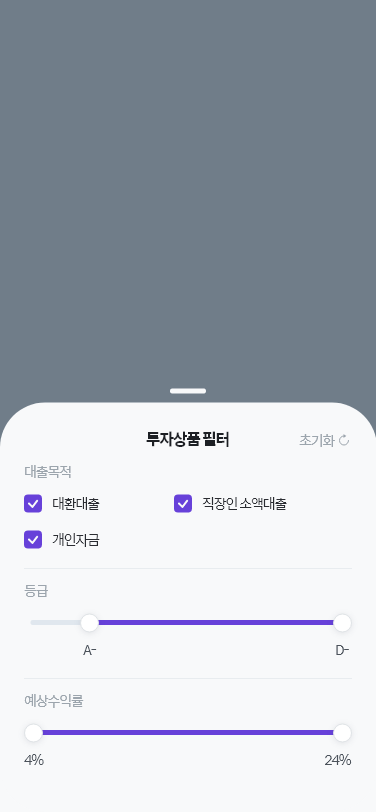 투자상품 필터
초기화
대출목적
대환대출 직장인 소액대출
개인자금
등급
A- D-
예상수익률
4% 24%